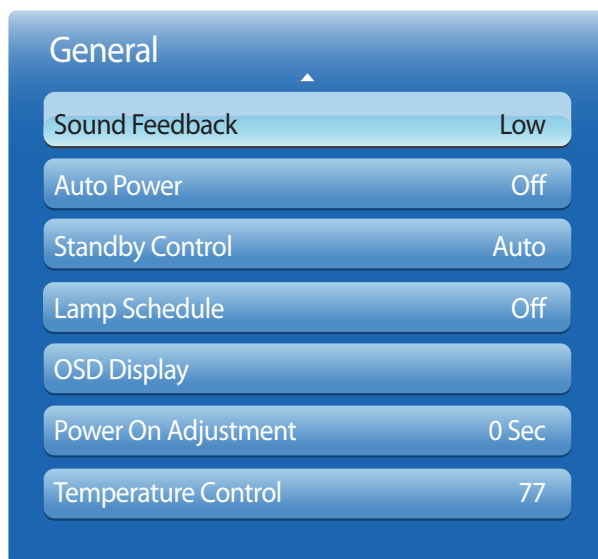 General
Sound Feedback Low
Auto Power Off
Standby Control Auto
Lamp Schedule Off
OSD Display
Power On Adjustment 0 Sec
Temperature Control 77